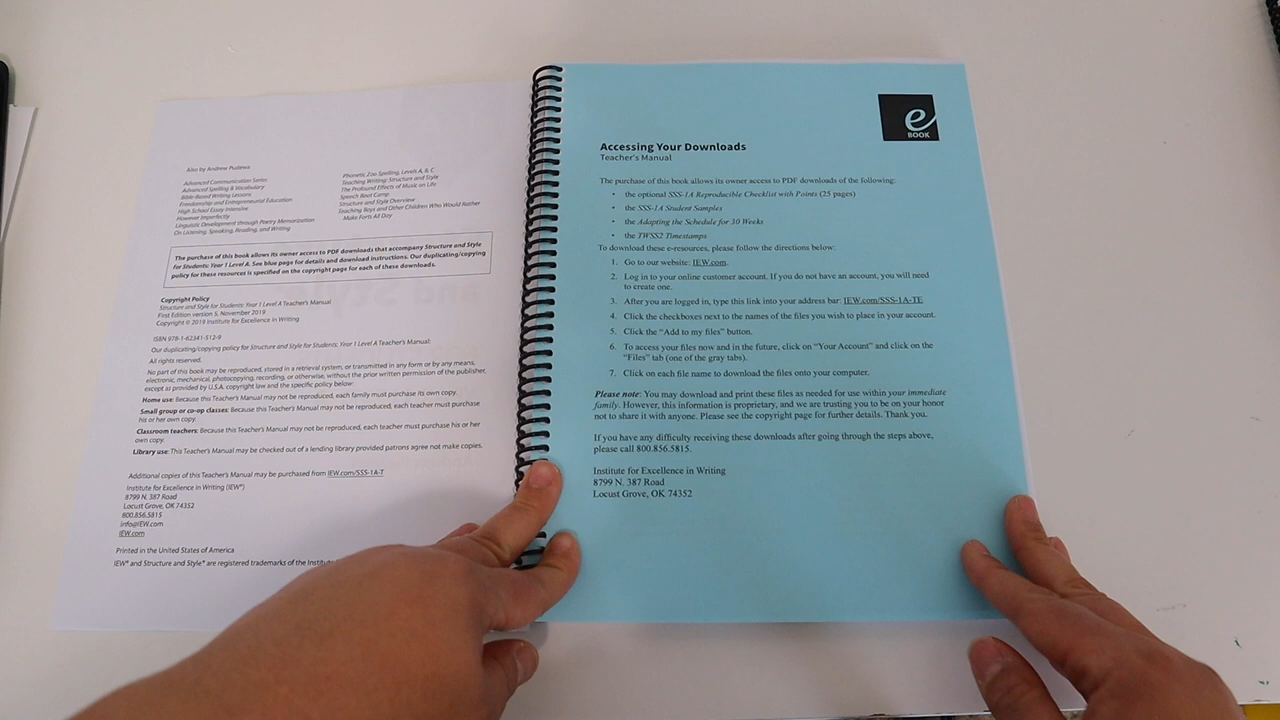 Also by Andrew Pudewa
Advanced Communication Series
Advanced Spelling & Vocabulary
Bible-Based Writing Lessons
Freedomship and Entrepreneurial Education
High School Essay Intensive
However Imperfectly
Linguistic Development through Poetry Memorization
On Listening, Speaking, Reading, and Writing
Phonetic Zoo Spelling, Levels A, B, C
Teaching Writing: Structure and Style
The Profound Effects of Music on Life
Speech Boot Camp
Structure and Style Overview
Teaching Boys and Other Children Who Would Rather
Make Forts All Day
The purchase of this book allows its owner access to PDF downloads that accompany Structure and Style
for Students: Year 1 Level A. See blue page for details and download instructions. Our duplicating/copying
policy for these resources is specified on the copyright page for each of these downloads.
Copyright Policy
Structure and Style for Students: Year 1 Level A Teacher's Manual
First Edition version 5, November 2019
Copyright © 2019 Institute for Excellence in Writing
ISBN 978-1-62341-512-9
Our duplicating/copying policy for Structure and Style for Students; Year 1 Level A Teacher's Manual:
All rights reserved.
No part of this book may be reproduced, stored in a retrieval system, or transmitted in any form or by any means,
electronic, mechanical, photocopying, recording, or otherwise, without the prior written permission of the publisher,
except as provided by U.S.A. copyright law and the specific policy below:
Home use: Because this Teacher's Manual may not be reproduced, each family must purchase its own copy.
Small group or co-op classes: Because this Teacher's Manual may not be reproduced, each teacher must purchase
his or her own copy.
Classroom teachers: Because this Teacher's Manual may not be reproduced, each teacher must purchase his or her
own copy.
Library use: This Teacher's Manual may be checked out of a lending library provided patrons agree not make copies.
Additional copies of this Teacher's Manual may be purchased from IEW.com/SSS-1A-T
Institute for Excellence in Writing (IEW®)
8799 N. 387 Road
Locust Grove, OK 74352
800.856.5815
info@IEW.com
IEW.com
Printed in the United States of America
IEW® and Structure and Style® are registered trademarks of the
e
BOOK
Accessing Your Downloads
Teacher's Manual
The purchase of this book allows its owner access to PDF downloads of the following:
• the optional SSS-1A Reproducible Checklist with Points (25 pages)
• the SSS-1A Student Samples
• the Adapting the Schedule for 30 Weeks
• the TWSS2 Timestamps
To download these e-resources, please follow the directions below:
1. Go to our website: IEW.com.
2. Log in to your online customer account. If you do not have an account, you will need
to create one.
3. After you are logged in, type this link into your address bar: IEW.com/SSS-1A-TE
4. Click the checkboxes next to the names of the files you wish to place in your account.
5. Click the "Add to my files" button.
6. To access your files now and in the future, click on "Your Account" and click on the
"Files" tab (one of the gray tabs).
7. Click on each file name to download the files onto your computer.
Please note: You may download and print these files as needed for use within your immediate
family. However, this information is proprietary, and we are trusting you to be on your honor
not to share it with anyone. Please see the copyright page for further details. Thank you.
If you have any difficulty receiving these downloads after going through the steps above,
please call 800.856.5815.
Institute for Excellence in Writing
8799 N. 387 Road
Locust Grove, OK 74352